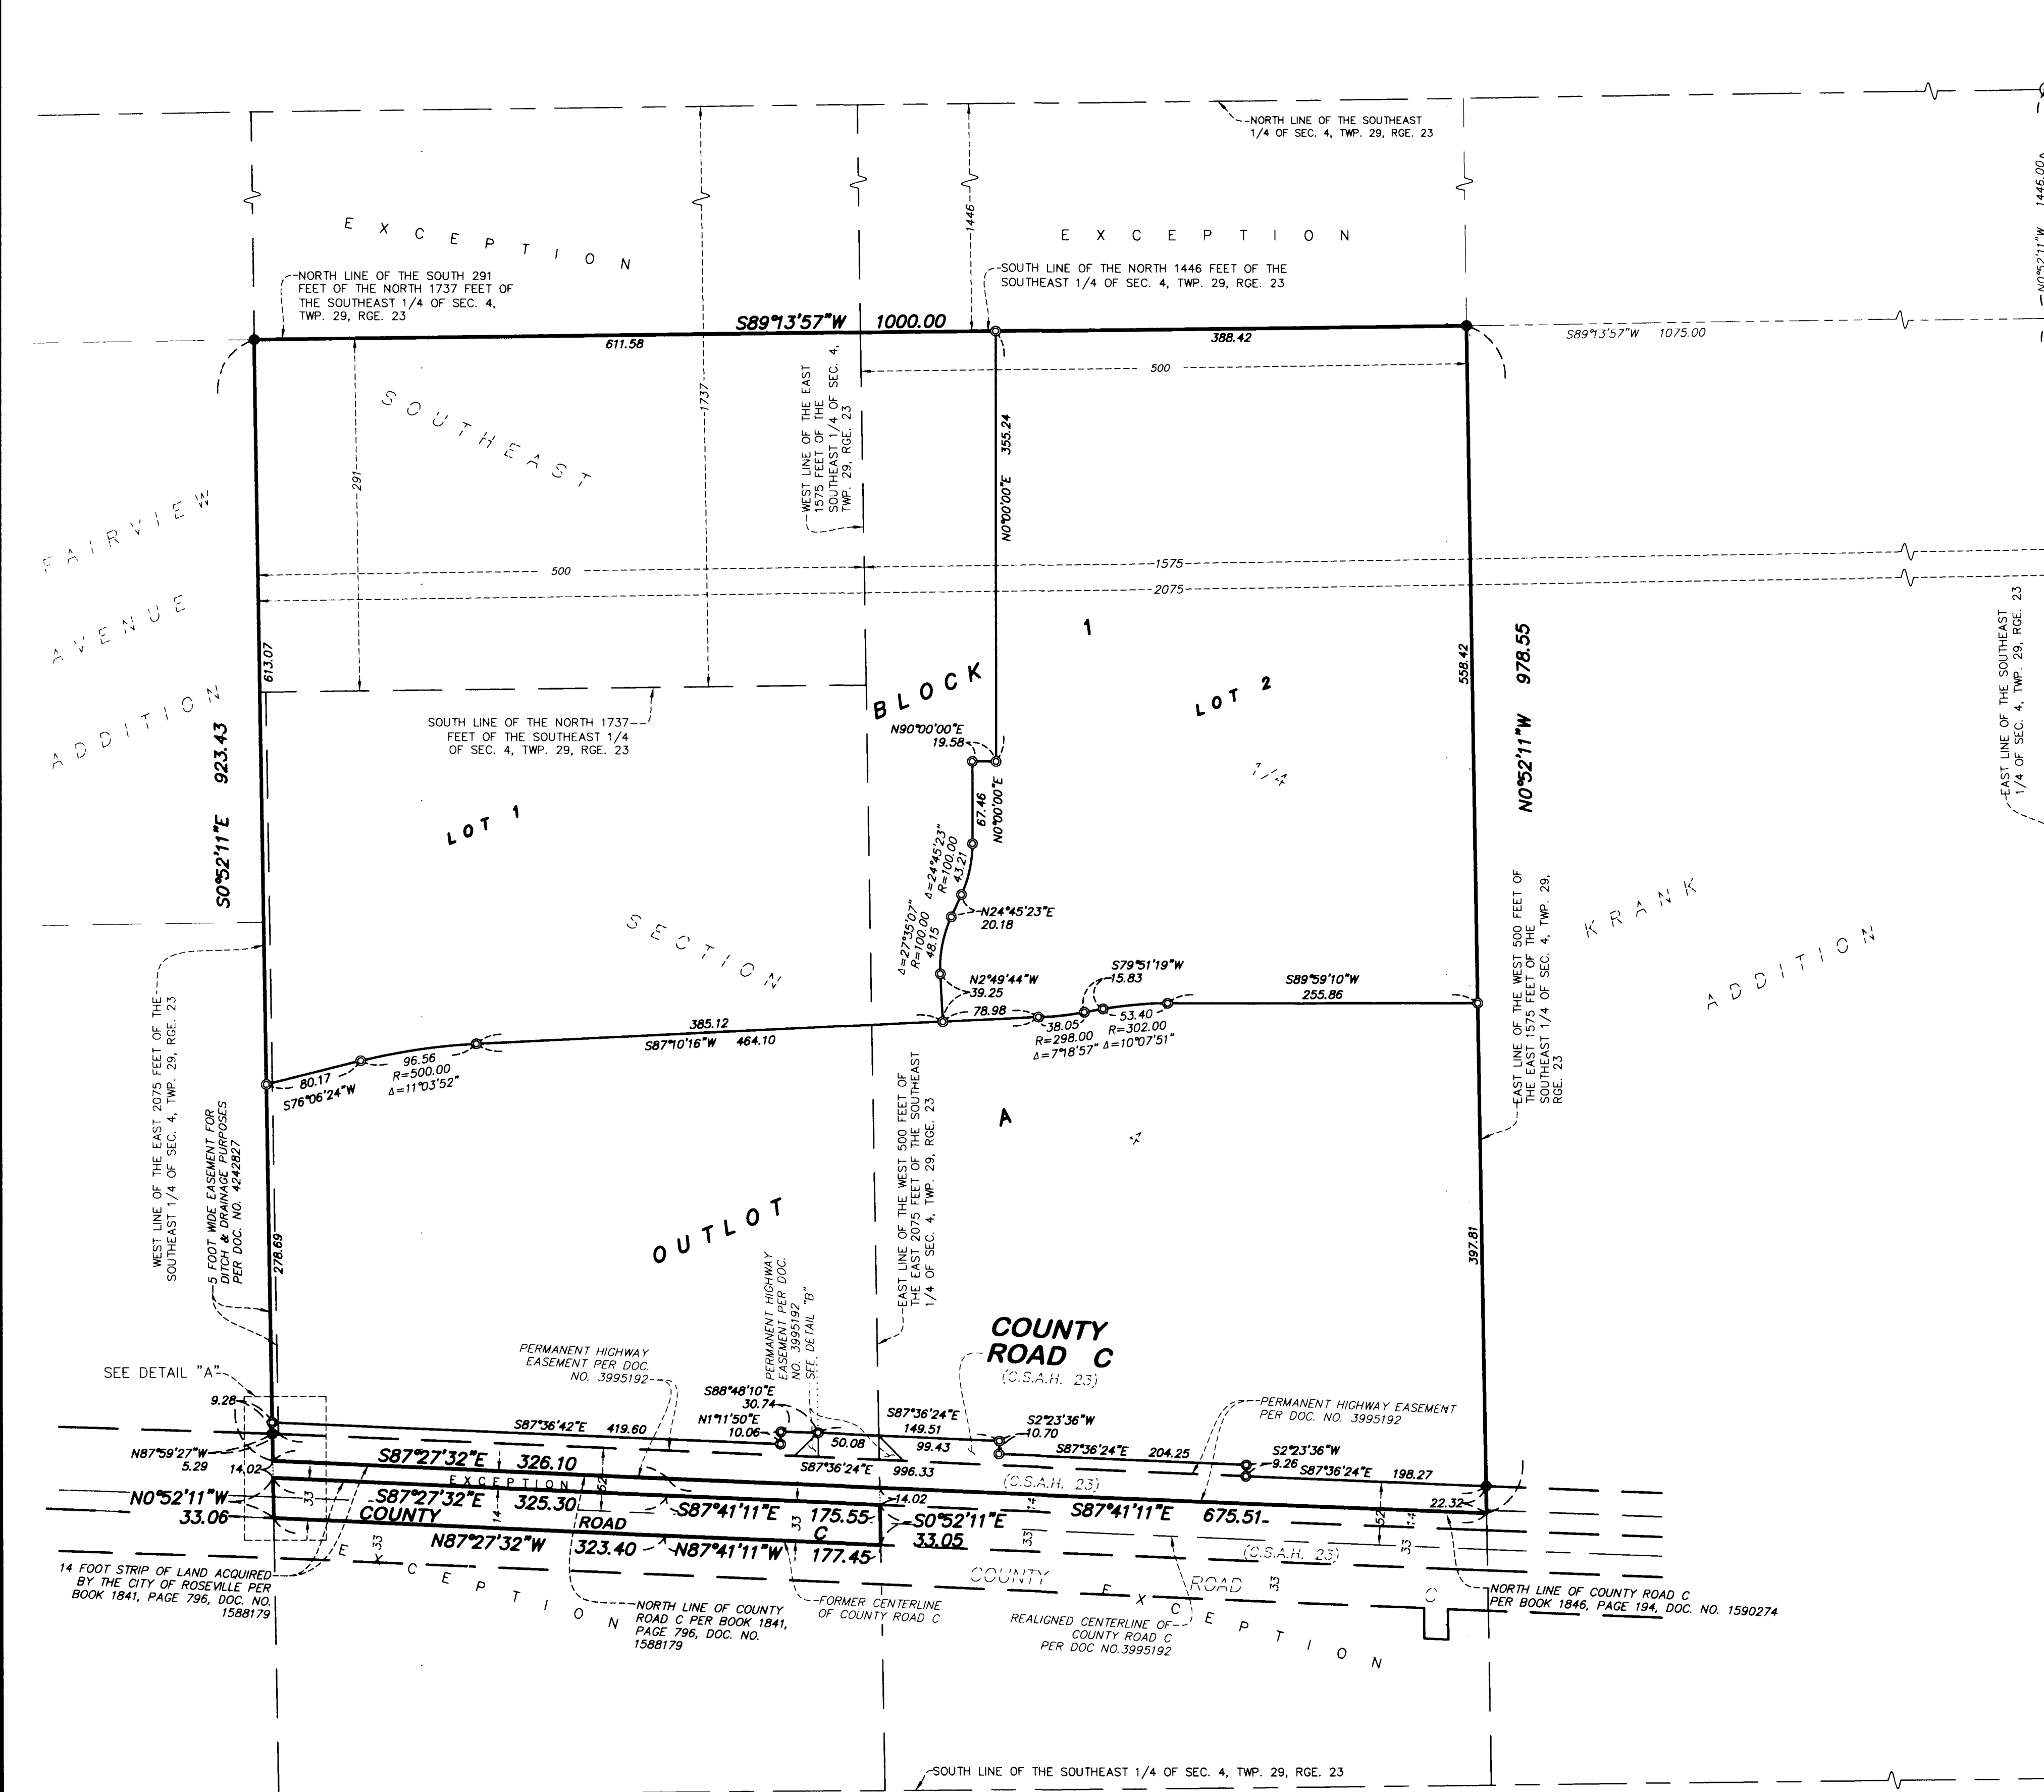 NORTH LINE OF THE SOUTHEAST
1/4 OF SEC. 4, TWP. 29, RGE. 23
N0°52'11"W 1446.00
1446
EXCEPTION
EXCEPTION
NORTH LINE OF THE SOUTH 291
FEET OF THE NORTH 1737 FEET OF
THE SOUTHEAST 1/4 OF SEC. 4,
TWP. 29, RGE. 23
SOUTH LINE OF THE NORTH 1446 FEET OF THE
SOUTHEAST 1/4 OF SEC. 4, TWP. 29, RGE. 23
S89°13'57"W 1000.00
611.58
388.42
S89°13'57"W 1075.00
500
SOUTHEAST
1737
291
WEST LINE OF THE EAST
1575 FEET OF THE
SOUTHEAST 1/4 OF SEC. 4,
TWP. 29, RGE. 23
N0°00'00"E 355.24
FAIRVIEW
AVENUE
ADDITION
500
1575
2075
613.07
S0°52'11"E 923.43
BLOCK 1
LOT 2
558.42
N0°52'11"W 978.55
EAST LINE OF THE SOUTHEAST
1/4 OF SEC. 4, TWP. 29, RGE. 23
SOUTH LINE OF THE NORTH 1737
FEET OF THE SOUTHEAST 1/4
OF SEC. 4, TWP. 29, RGE. 23
N90°00'00"E
19.58
1/4
67.46
N0°00'00"E
LOT 1
Δ=24°45'23"
R=100.00
43.21
N24°45'23"E
20.18
Δ=27°35'07"
R=100.00
48.15
SECTION
N2°49'44"W
39.25
S79°51'19"W
15.83
S89°59'10"W
255.86
KRANK
ADDITION
EAST LINE OF THE WEST 500 FEET OF
THE EAST 1575 FEET OF THE
SOUTHEAST 1/4 OF SEC. 4, TWP. 29,
RGE. 23
385.12
S87°10'16"W 464.10
78.98
38.05
R=298.00
Δ=7°18'57"
53.40
R=302.00
Δ=10°07'51"
96.56
R=500.00
Δ=11°03'52"
80.17
S76°06'24"W
WEST LINE OF THE EAST 2075 FEET OF THE
SOUTHEAST 1/4 OF SEC. 4, TWP. 29, RGE. 23
5 FOOT WIDE EASEMENT FOR
DITCH & DRAINAGE PURPOSES
PER DOC. NO. 4242827
278.69
EAST LINE OF THE WEST 500 FEET OF
THE EAST 2075 FEET OF THE SOUTHEAST
1/4 OF SEC. 4, TWP. 29, RGE. 23
A
4
OUTLOT
397.81
PERMANENT HIGHWAY
EASEMENT PER DOC.
NO. 3995192
SEE DETAIL "B"
COUNTY
ROAD C
(C.S.A.H. 23)
PERMANENT HIGHWAY
EASEMENT PER DOC.
NO. 3995192
SEE DETAIL "A"
9.28
S87°36'42"E 419.60
S88°48'10"E
30.74
N1°11'50"E
10.06
50.08
S87°36'24"E
149.51
99.43
S2°23'36"W
10.70
S87°36'24"E 204.25
S2°23'36"W
9.26
S87°36'24"E 198.27
PERMANENT HIGHWAY EASEMENT
PER DOC. NO. 3995192
N87°59'27"W
5.29
14.02
S87°27'32"E 326.10
S87°36'24"E 996.33
(C.S.A.H. 23)
EXCEPTION
52
33
S87°27'32"E 325.30
S87°41'11"E 175.55
14.02
S87°41'11"E 675.51
22.32
52
14
N0°52'11"W
33.06
COUNTY ROAD C
14
33
S0°52'11"E
33.05
14
33
33
N87°27'32"W 323.40
N87°41'11"W 177.45
(C.S.A.H. 23)
33
COUNTY ROAD C
33
EXCEPTION
EXCEPTION
14 FOOT STRIP OF LAND ACQUIRED
BY THE CITY OF ROSEVILLE PER
BOOK 1841, PAGE 796, DOC. NO.
1588179
NORTH LINE OF COUNTY
ROAD C PER BOOK 1841,
PAGE 796, DOC. NO.
1588179
FORMER CENTERLINE
OF COUNTY ROAD C
REALIGNED CENTERLINE OF
COUNTY ROAD C
PER DOC NO.3995192
NORTH LINE OF COUNTY ROAD C
PER BOOK 1846, PAGE 194, DOC. NO. 1590274
SOUTH LINE OF THE SOUTHEAST 1/4 OF SEC. 4, TWP. 29, RGE. 23